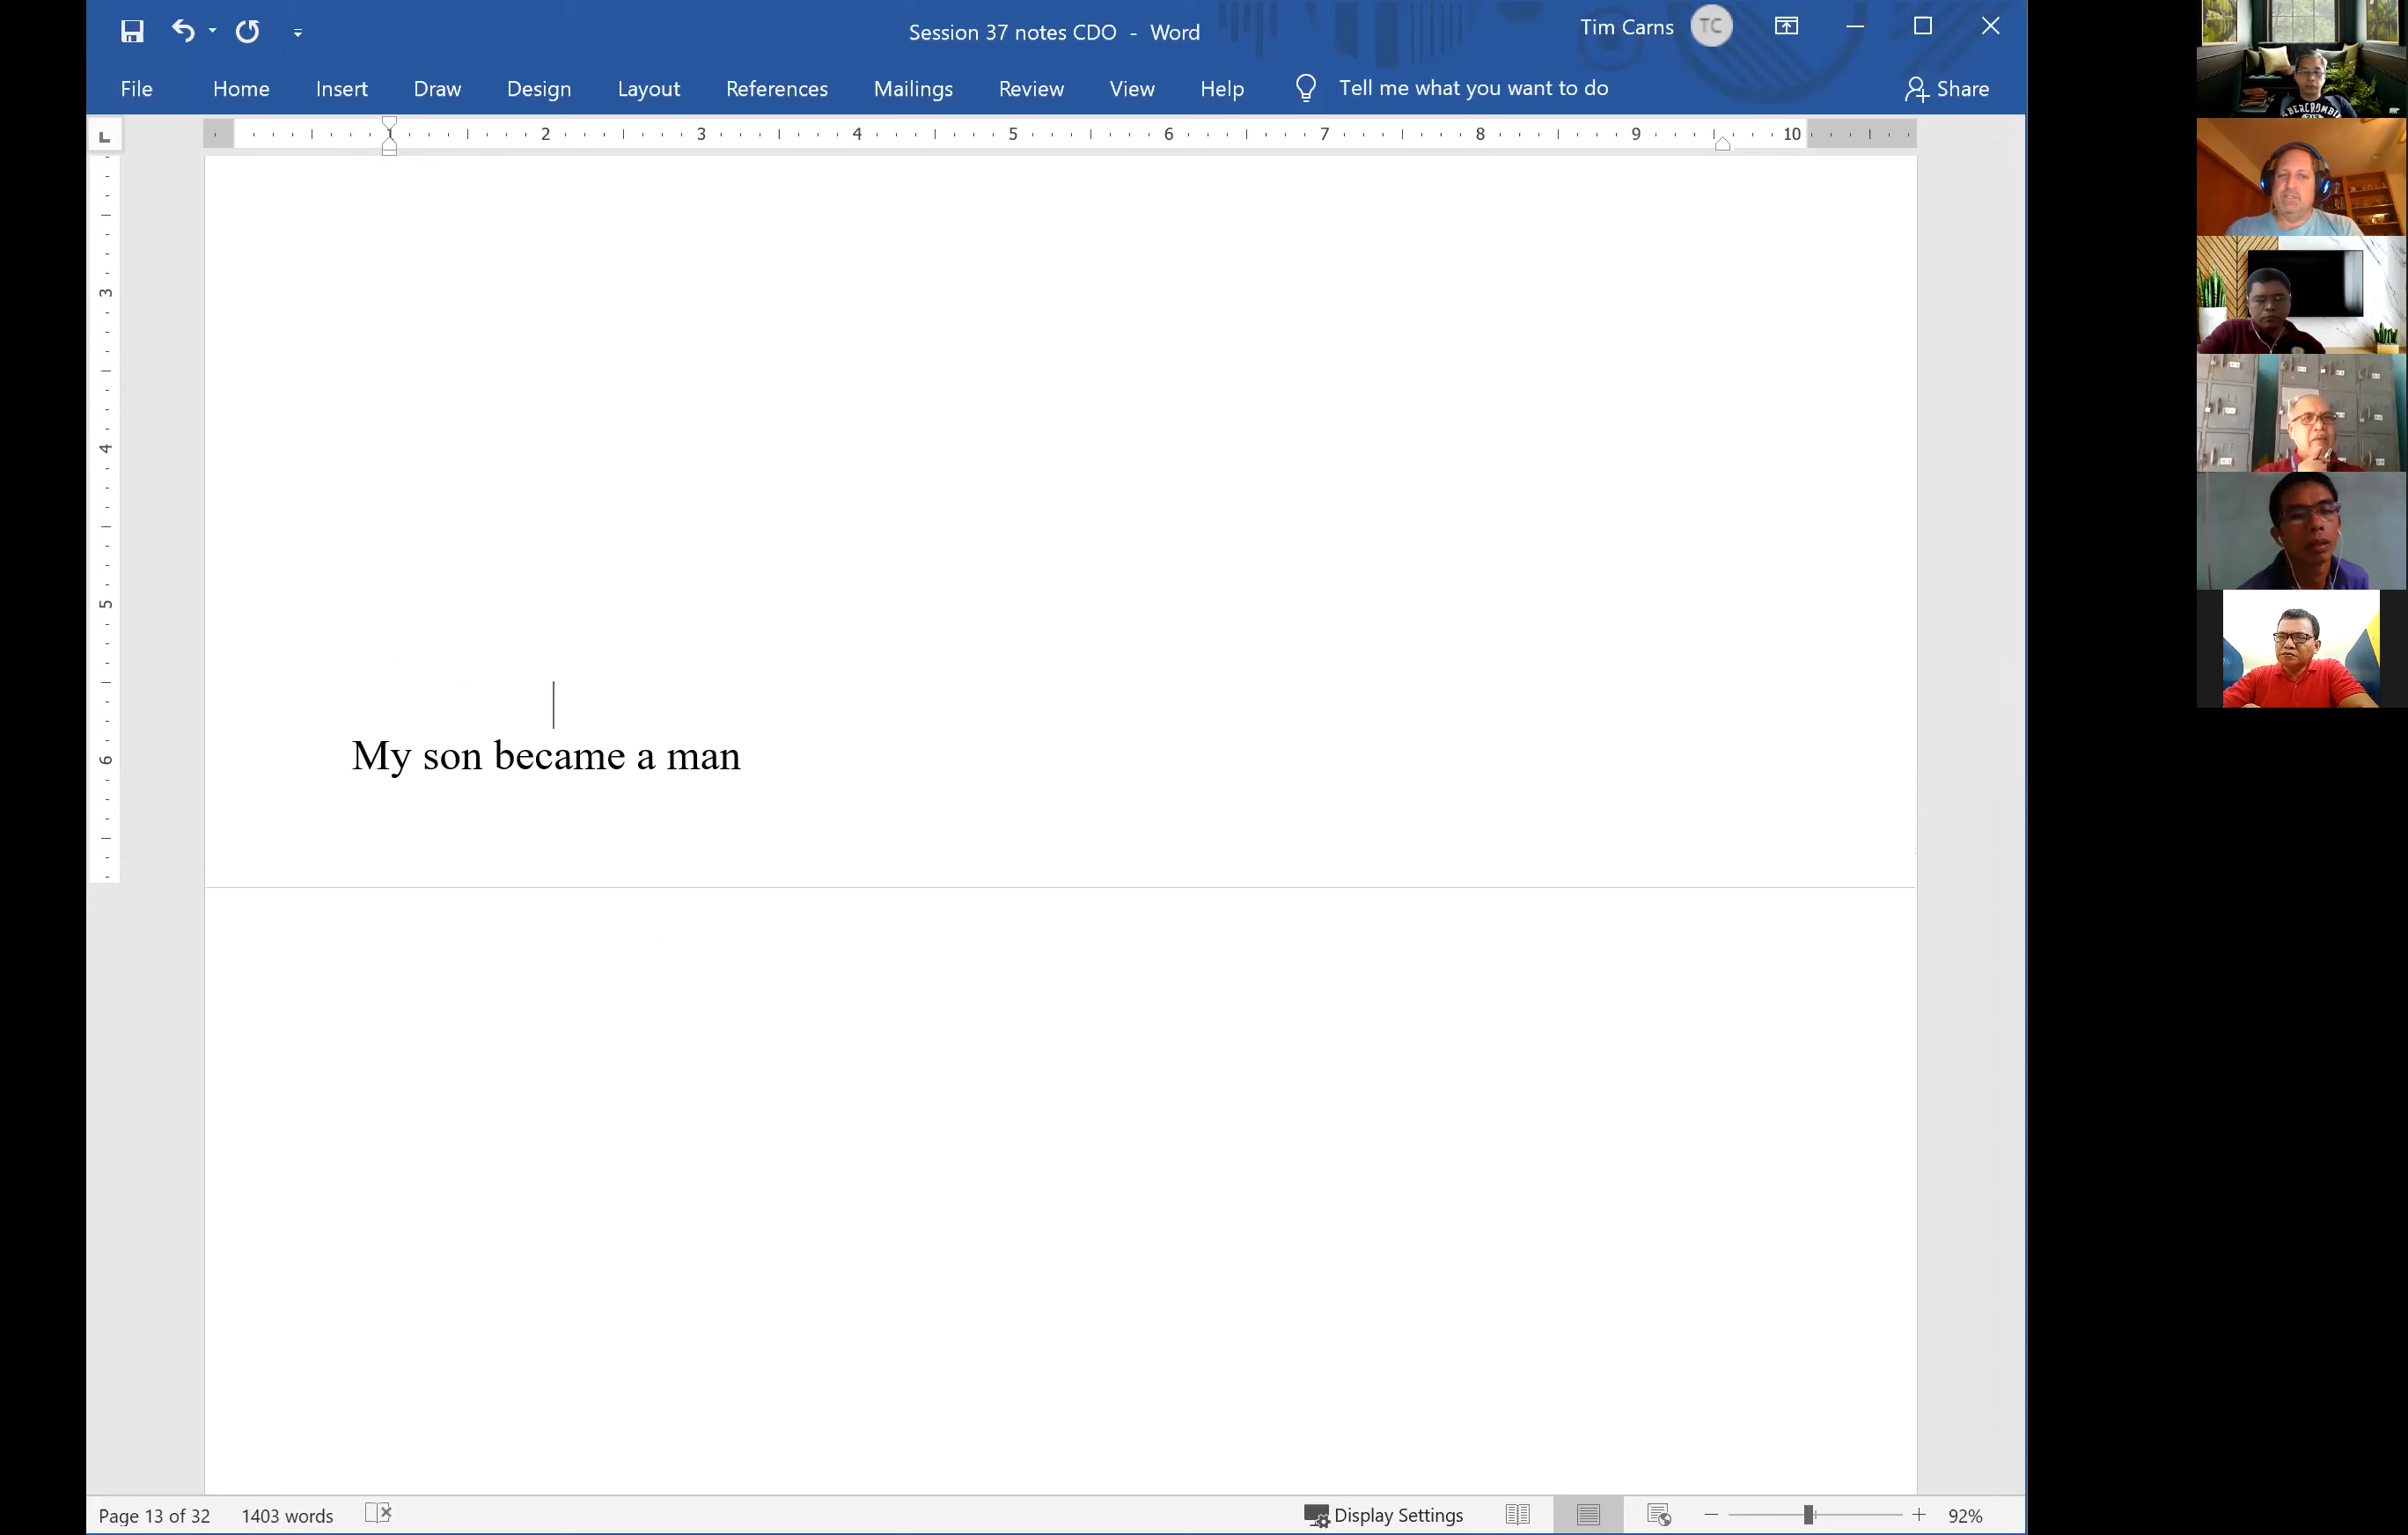 Session 37 notes CDO - Word
Tim Carns TC
File Home Insert Draw Design Layout References Mailings Review View Help Tell me what you want to do Share
1 2 3 4 5 6 7 8 9 10
3
4
5
6
My son became a man
Page 13 of 32 1403 words Display Settings 92%